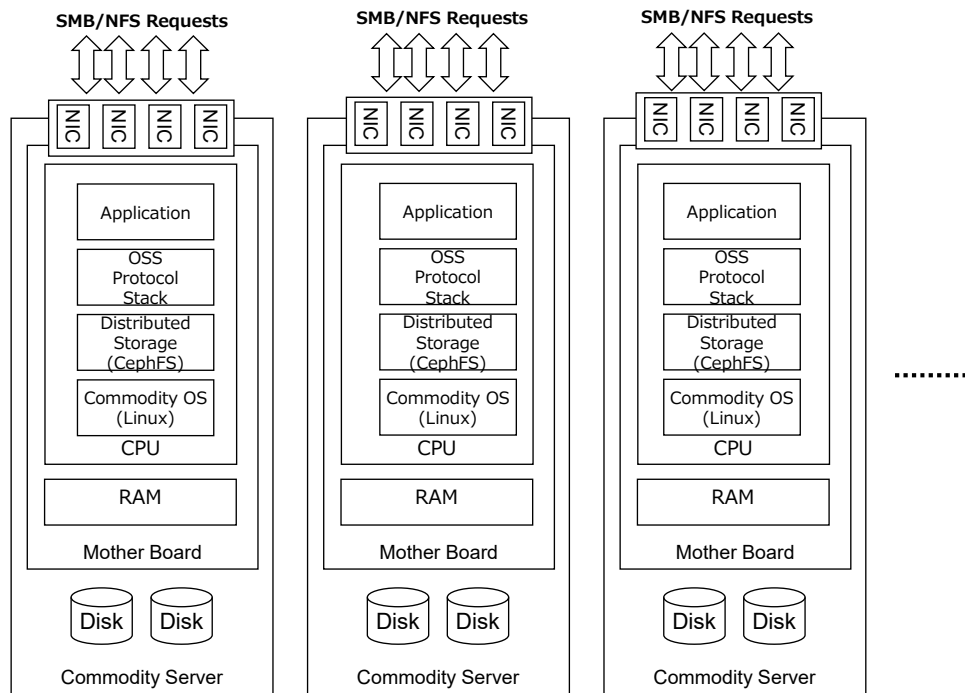 SMB/NFS Requests
NIC
NIC
NIC
NIC
Application
OSS
Protocol
Stack
Distributed
Storage
(CephFS)
Commodity OS
(Linux)
CPU
RAM
Mother Board
Disk
Disk
Commodity Server
SMB/NFS Requests
NIC
NIC
NIC
NIC
Application
OSS
Protocol
Stack
Distributed
Storage
(CephFS)
Commodity OS
(Linux)
CPU
RAM
Mother Board
Disk
Disk
Commodity Server
SMB/NFS Requests
NIC
NIC
NIC
NIC
Application
OSS
Protocol
Stack
Distributed
Storage
(CephFS)
Commodity OS
(Linux)
CPU
RAM
Mother Board
Disk
Disk
Commodity Server